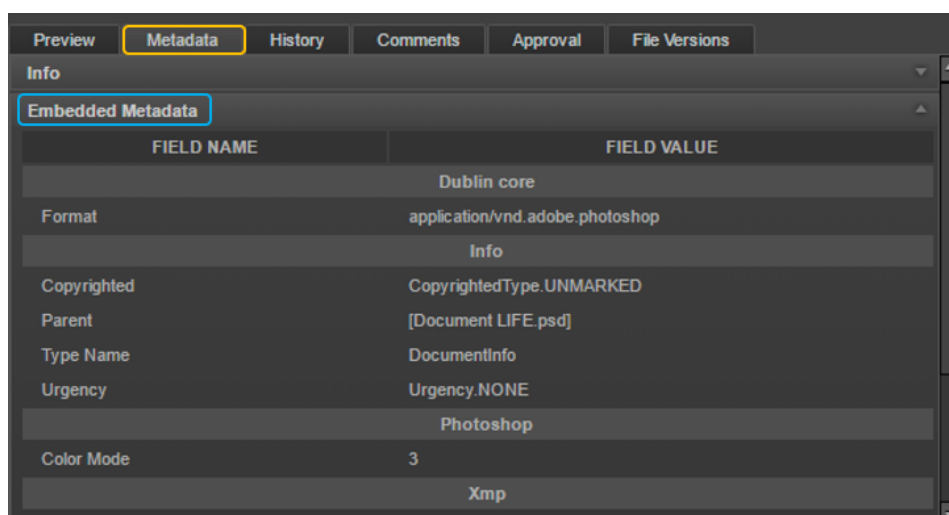 Preview Metadata History Comments Approval File Versions
Info
Embedded Metadata
FIELD NAME FIELD VALUE
Dublin core
Format application/vnd.adobe.photoshop
Info
Copyrighted CopyrightedType.UNMARKED
Parent [Document LIFE.psd]
Type Name DocumentInfo
Urgency Urgency.NONE
Photoshop
Color Mode 3
Xmp